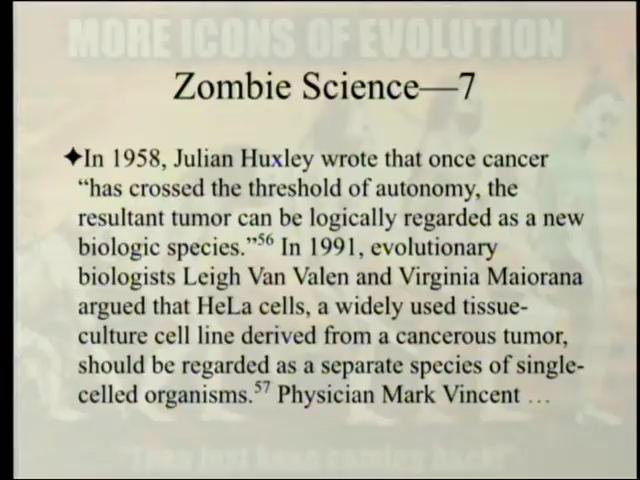 MORE ICONS OF EVOLUTION
Zombie Science—7
✦In 1958, Julian Huxley wrote that once cancer
“has crossed the threshold of autonomy, the
resultant tumor can be logically regarded as a new
biologic species.”56 In 1991, evolutionary
biologists Leigh Van Valen and Virginia Maiorana
argued that HeLa cells, a widely used tissue-
culture cell line derived from a cancerous tumor,
should be regarded as a separate species of single-
celled organisms.57 Physician Mark Vincent …
"They just keep coming back!"